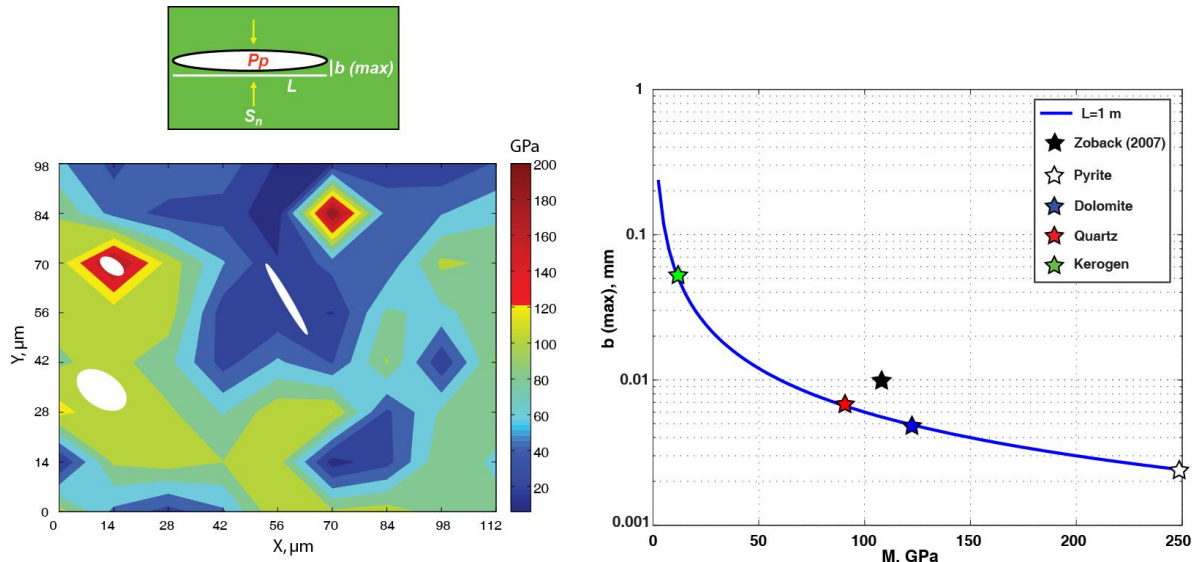 Pp
b (max)
L
Sn
GPa
200
180
160
140
120
100
80
60
40
20
98
84
70
56
42
28
14
0
Y, μm
0 14 28 42 56 70 84 98 112
X, μm
1
0.1
0.01
0.001
b (max), mm
L=1 m
Zoback (2007)
Pyrite
Dolomite
Quartz
Kerogen
0 50 100 150 200 250
M, GPa